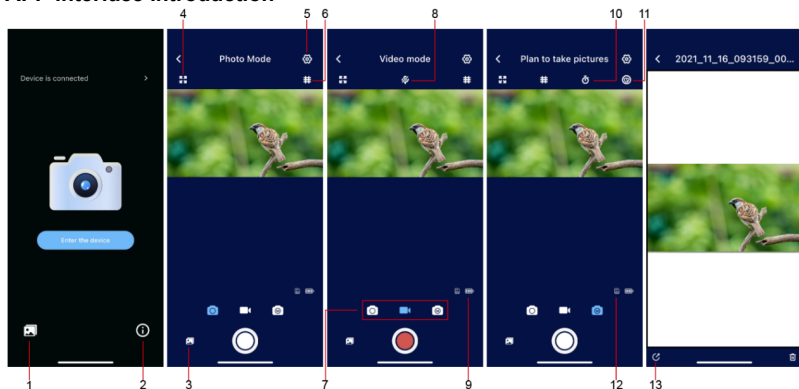 APP interface introduction
4
5
6
8
10
11
Device is connected
Enter the device
Photo Mode
Video mode
Plan to take pictures
2021_11_16_093159_00...
1
2
3
7
9
12
13